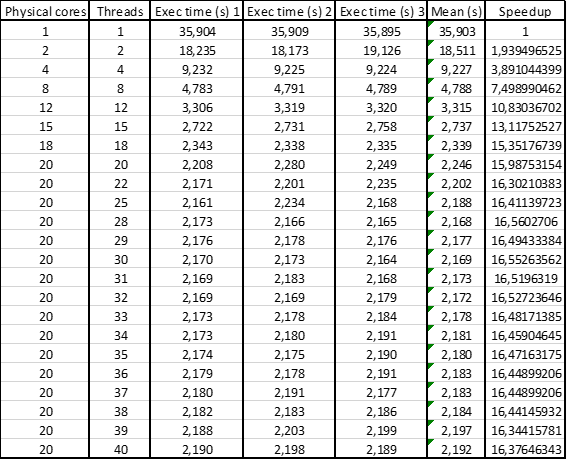 Physical cores Threads Exec time (s) 1 Exec time (s) 2 Exec time (s) 3 Mean (s) Speedup
1 1 35,904 35,909 35,895 35,903 1
2 2 18,235 18,173 19,126 18,511 1,939496525
4 4 9,232 9,225 9,224 9,227 3,891044399
8 8 4,783 4,791 4,789 4,788 7,498990462
12 12 3,306 3,319 3,320 3,315 10,83036702
15 15 2,722 2,731 2,758 2,737 13,11752527
18 18 2,343 2,338 2,335 2,339 15,35176739
20 20 2,208 2,280 2,249 2,246 15,98753154
20 22 2,171 2,201 2,235 2,202 16,30210383
20 25 2,161 2,234 2,168 2,188 16,41139723
20 28 2,173 2,166 2,165 2,168 16,5602706
20 29 2,176 2,178 2,176 2,177 16,49433384
20 30 2,170 2,173 2,164 2,169 16,55263562
20 31 2,169 2,183 2,168 2,173 16,5196319
20 32 2,169 2,169 2,179 2,172 16,52723646
20 33 2,173 2,178 2,184 2,178 16,48171385
20 34 2,173 2,180 2,191 2,181 16,45904645
20 35 2,174 2,175 2,190 2,180 16,47163175
20 36 2,179 2,178 2,191 2,183 16,44899206
20 37 2,180 2,191 2,177 2,183 16,44899206
20 38 2,182 2,183 2,186 2,184 16,44145932
20 39 2,188 2,203 2,199 2,197 16,34415781
20 40 2,190 2,198 2,189 2,192 16,37646343